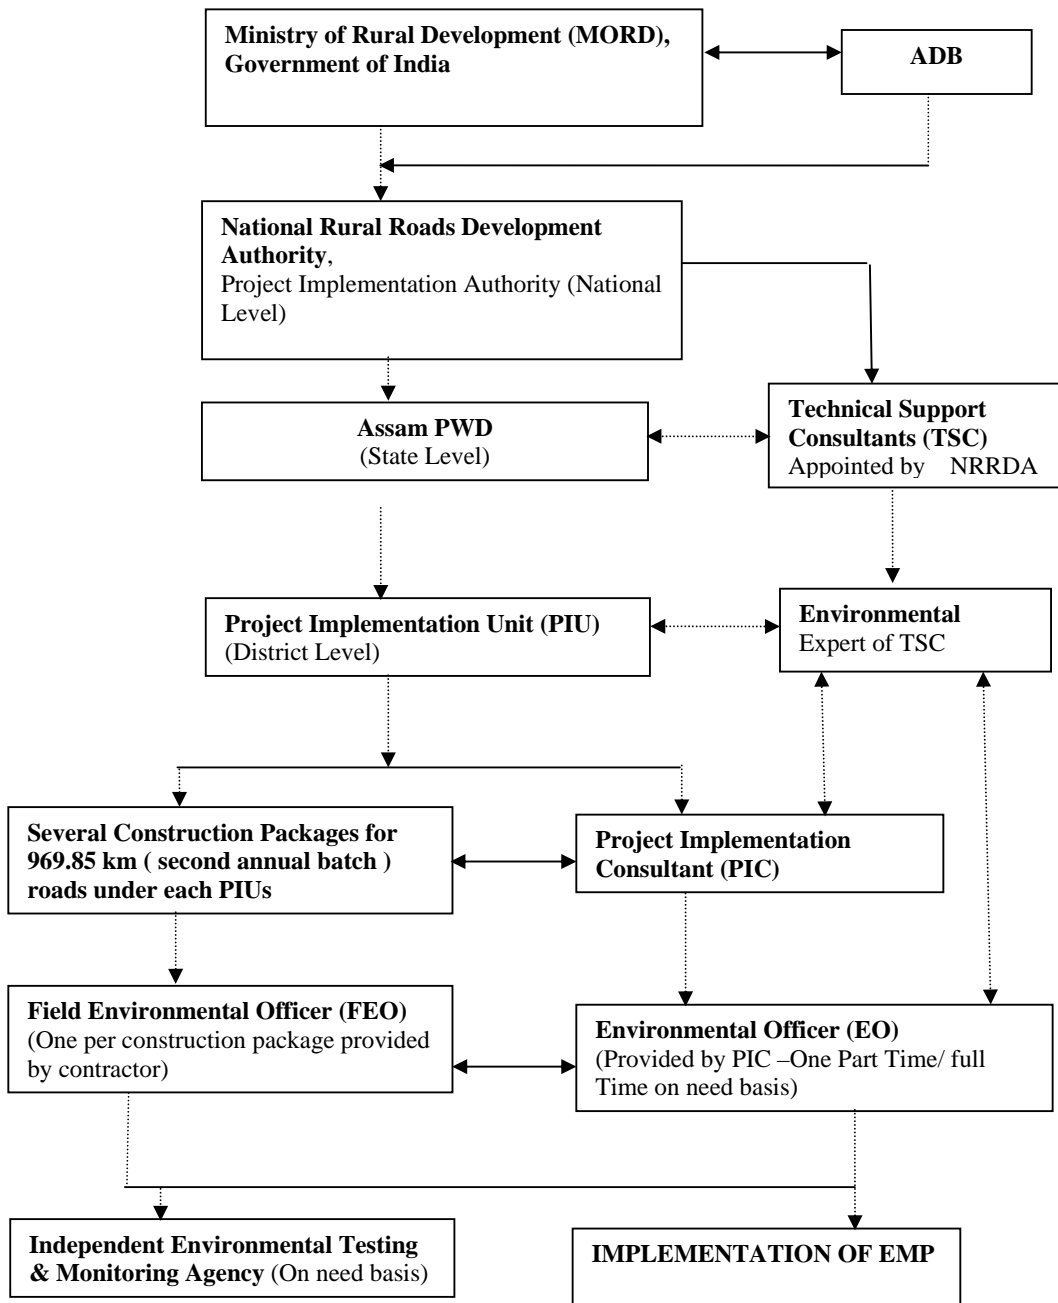 Ministry of Rural Development (MORD),
Government of India
ADB
National Rural Roads Development
Authority,
Project Implementation Authority (National
Level)
Assam PWD
(State Level)
Technical Support
Consultants (TSC)
Appointed by NRRDA
Project Implementation Unit (PIU)
(District Level)
Environmental
Expert of TSC
Several Construction Packages for
969.85 km ( second annual batch )
roads under each PIUs
Project Implementation
Consultant (PIC)
Field Environmental Officer (FEO)
(One per construction package provided
by contractor)
Environmental Officer (EO)
(Provided by PIC –One Part Time/ full
Time on need basis)
Independent Environmental Testing
& Monitoring Agency (On need basis)
IMPLEMENTATION OF EMP